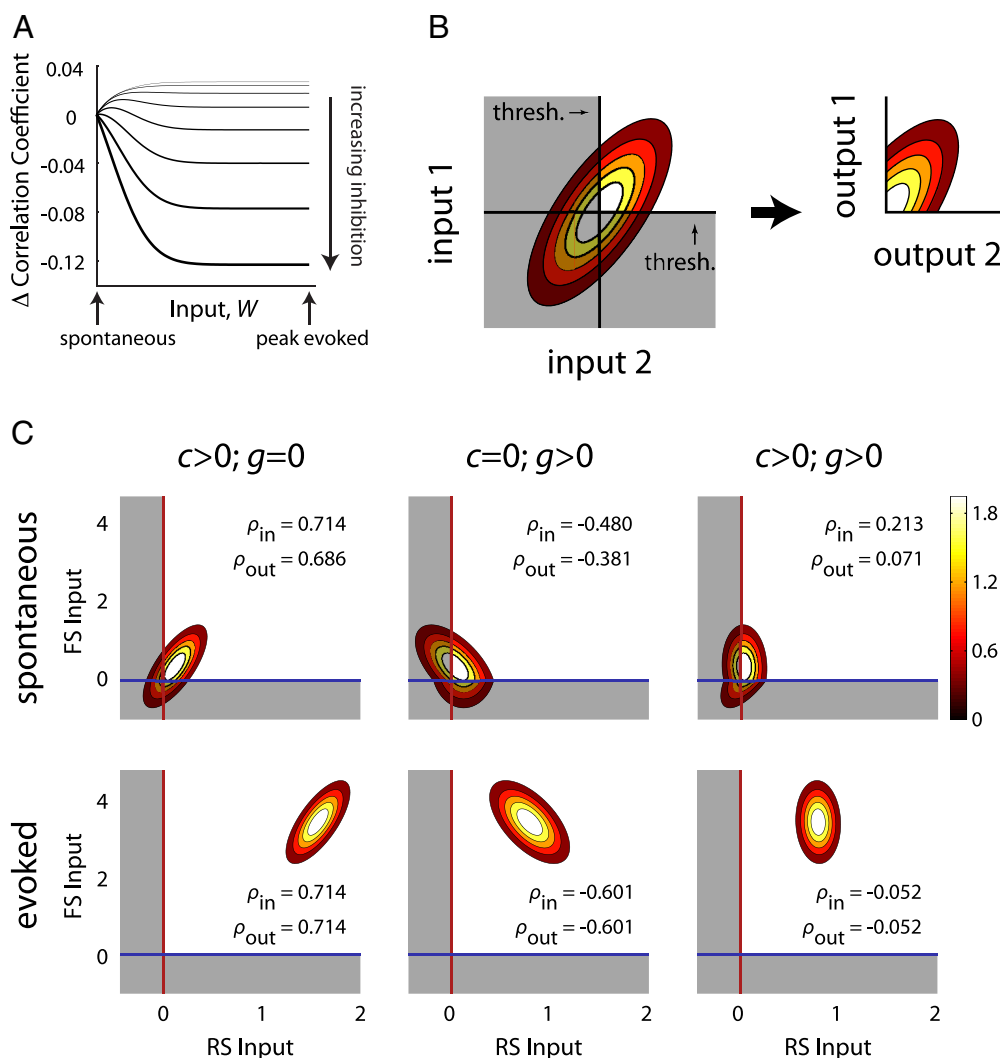 A
Δ Correlation Coefficient
0.04
0
-0.04
-0.08
-0.12
increasing inhibition
Input, W
spontaneous
peak evoked
B
thresh.
thresh.
input 1
input 2
output 1
output 2
C
c>0; g=0
c=0; g>0
c>0; g>0
spontaneous
FS Input
4
2
0
ρin = 0.714
ρout = 0.686
ρin = -0.480
ρout = -0.381
ρin = 0.213
ρout = 0.071
1.8
1.2
0.6
0
evoked
FS Input
4
2
0
ρin = 0.714
ρout = 0.714
ρin = -0.601
ρout = -0.601
ρin = -0.052
ρout = -0.052
0 1 2
0 1 2
0 1 2
RS Input
RS Input
RS Input